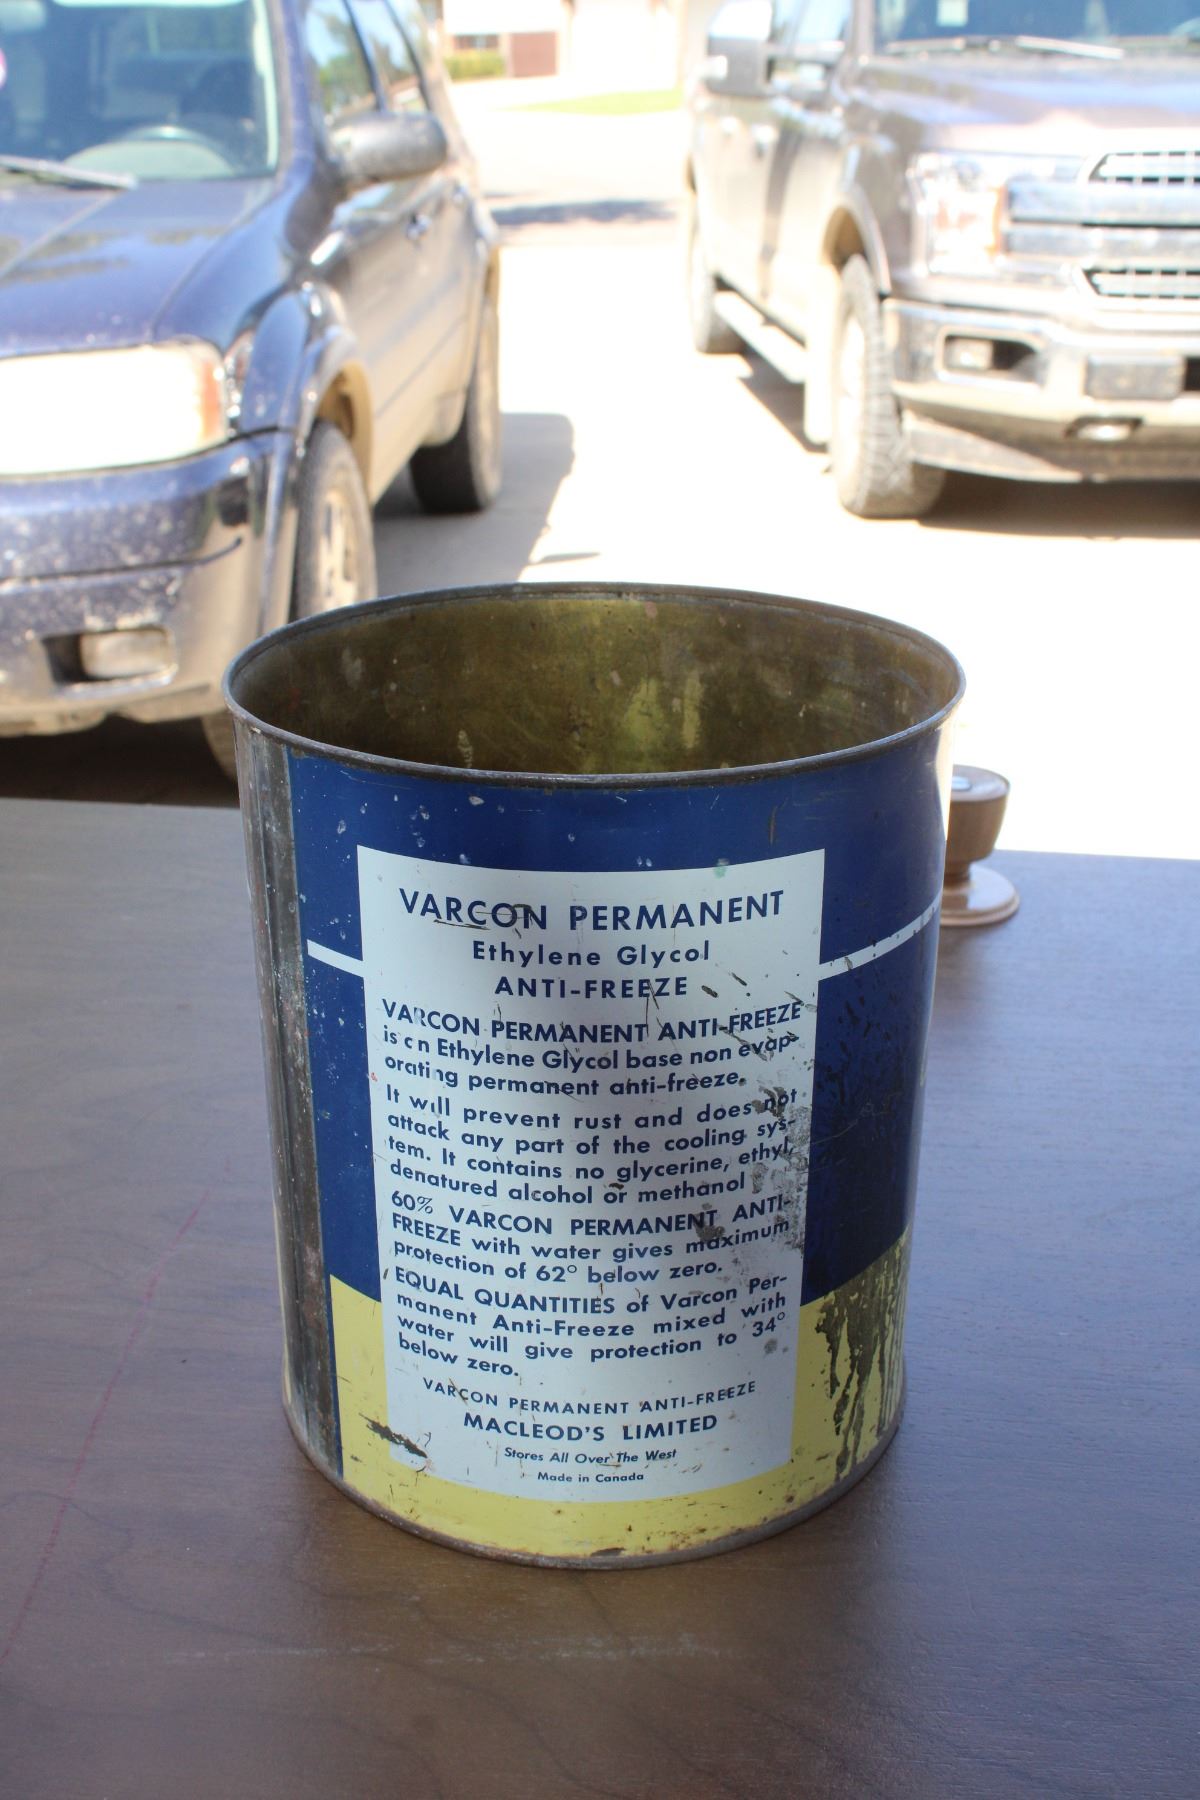 VARCON PERMANENT
Ethylene Glycol
ANTI-FREEZE
VARCON PERMANENT ANTI-FREEZE
is an Ethylene Glycol base non evap-
orating permanent anti-freeze.
It will prevent rust and does not
attack any part of the cooling sys-
tem. It contains no glycerine, ethyl,
denatured alcohol or methanol
60% VARCON PERMANENT ANTI-
FREEZE with water gives maximum
protection of 62° below zero.
EQUAL QUANTITIES of Varcon Per-
manent Anti-Freeze mixed with
water will give protection to 34°
below zero.
VARCON PERMANENT ANTI-FREEZE
MACLEOD'S LIMITED
Stores All Over The West
Made in Canada